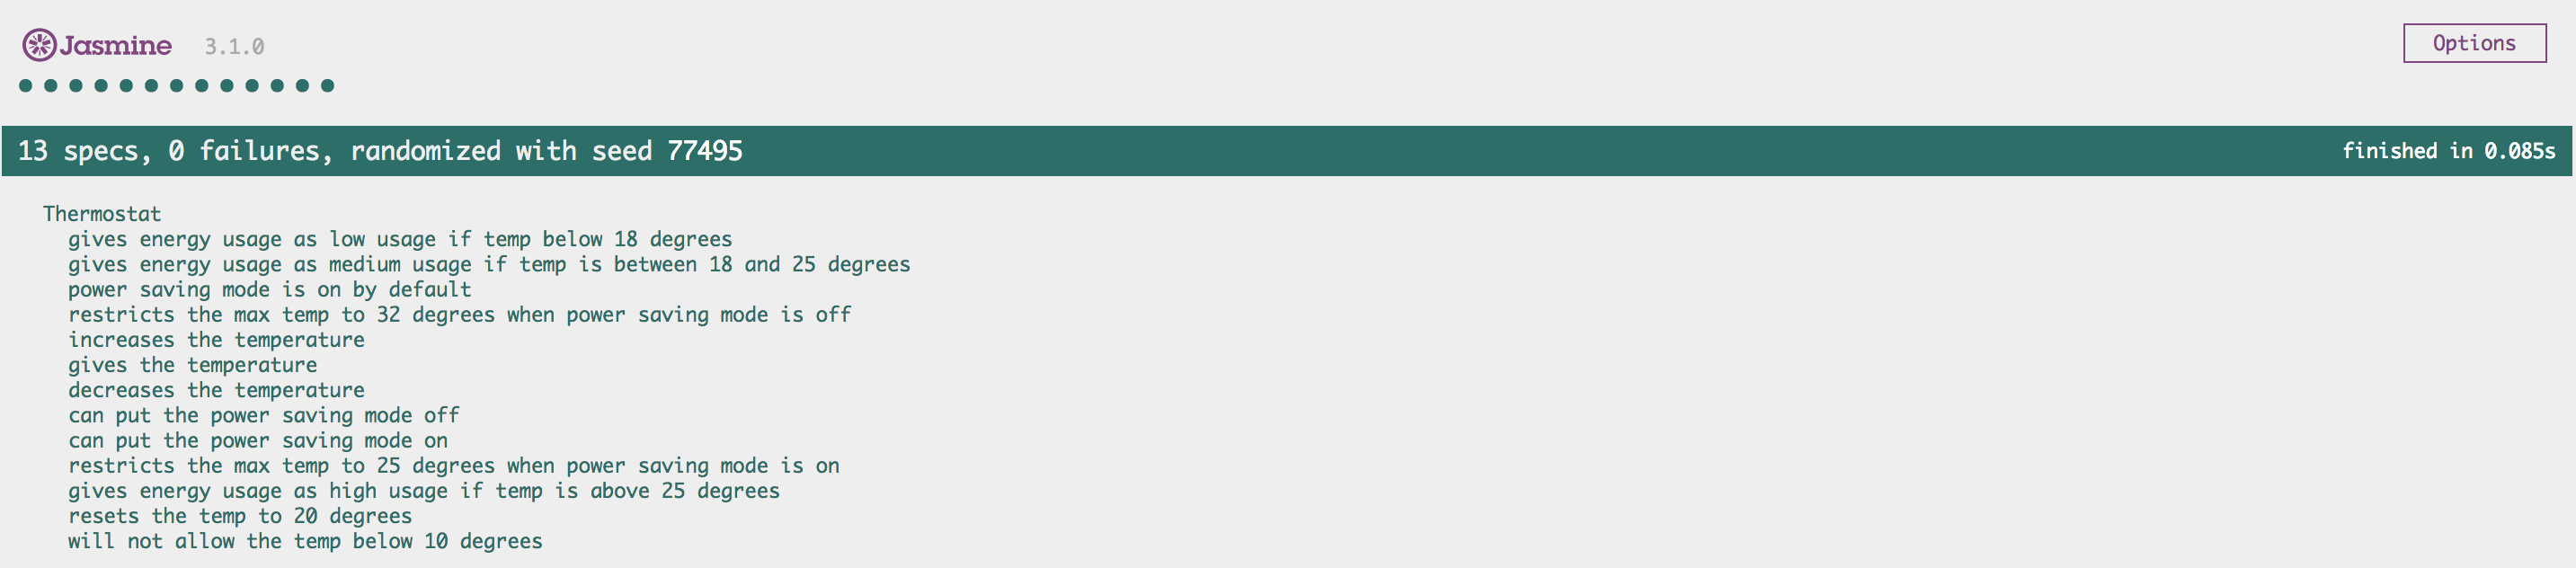 Jasmine 3.1.0 Options
13 specs, 0 failures, randomized with seed 77495 finished in 0.085s
Thermostat
gives energy usage as low usage if temp below 18 degrees
gives energy usage as medium usage if temp is between 18 and 25 degrees
power saving mode is on by default
restricts the max temp to 32 degrees when power saving mode is off
increases the temperature
gives the temperature
decreases the temperature
can put the power saving mode off
can put the power saving mode on
restricts the max temp to 25 degrees when power saving mode is on
gives energy usage as high usage if temp is above 25 degrees
resets the temp to 20 degrees
will not allow the temp below 10 degrees